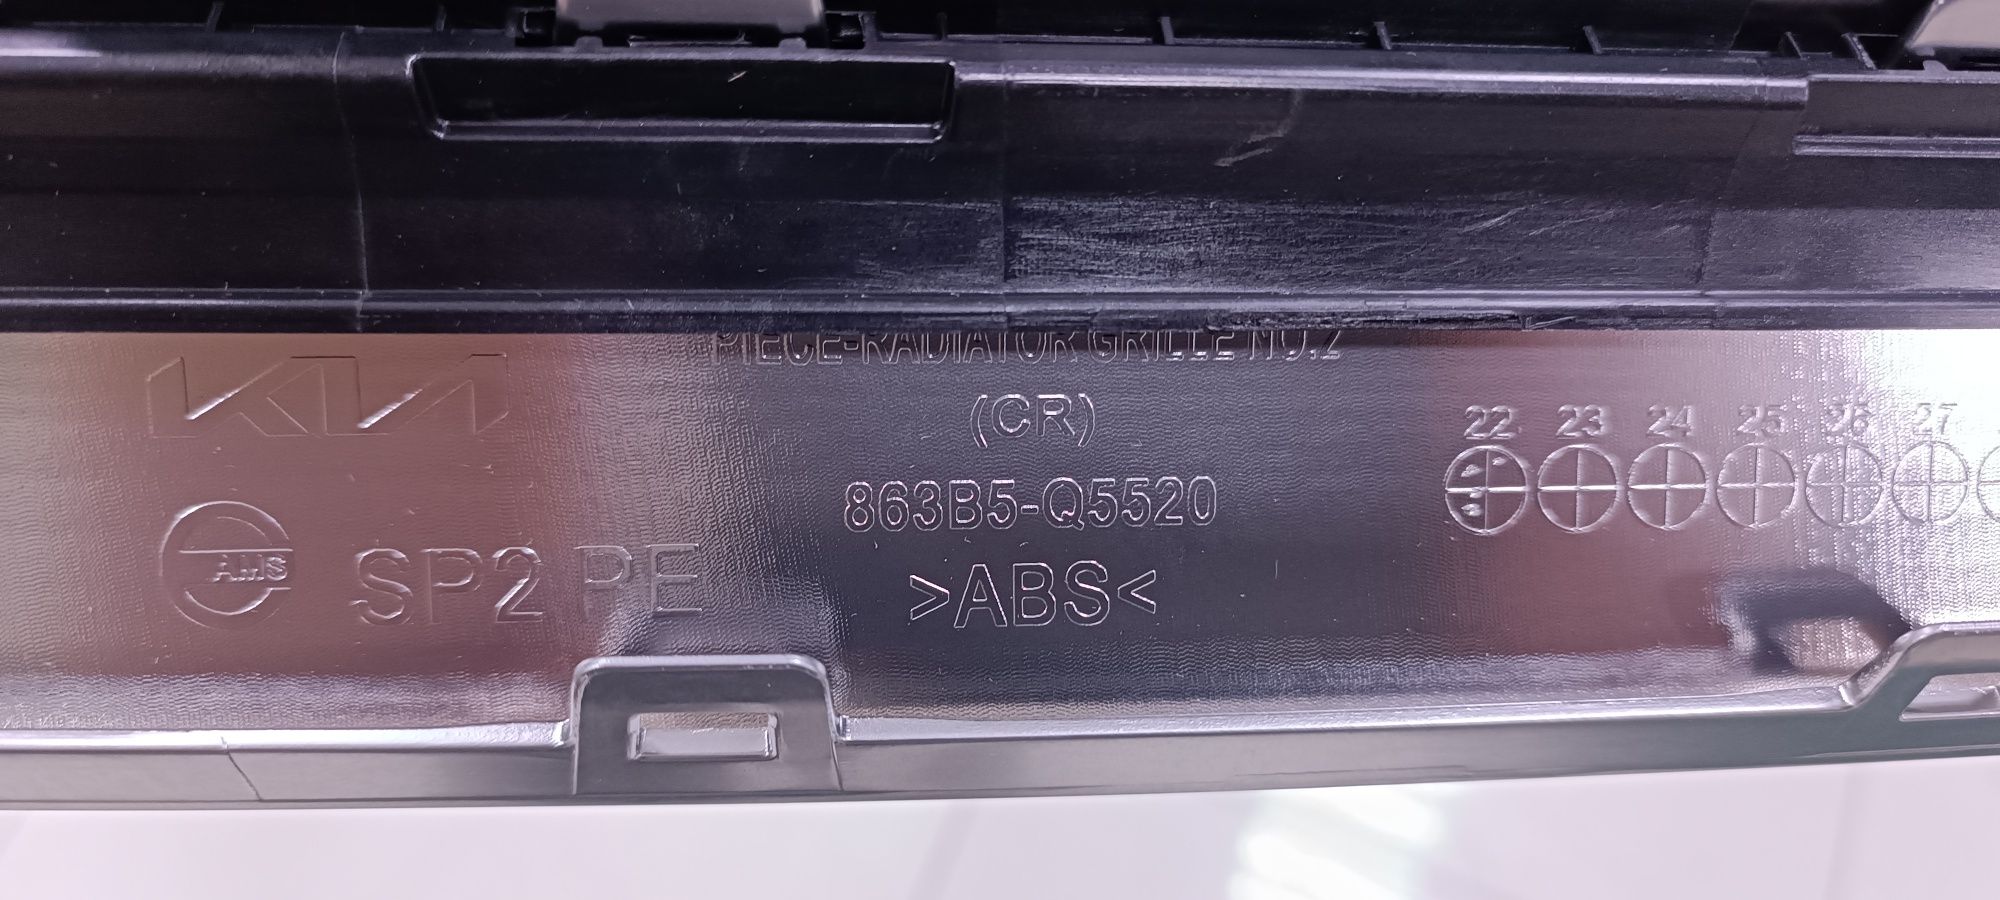 PIECE-RADIATOR GRILLE NO.2
KIA
(CR)
22 23 24 25 26 27
863B5-Q5520
AMS
SP2 PE
>ABS<